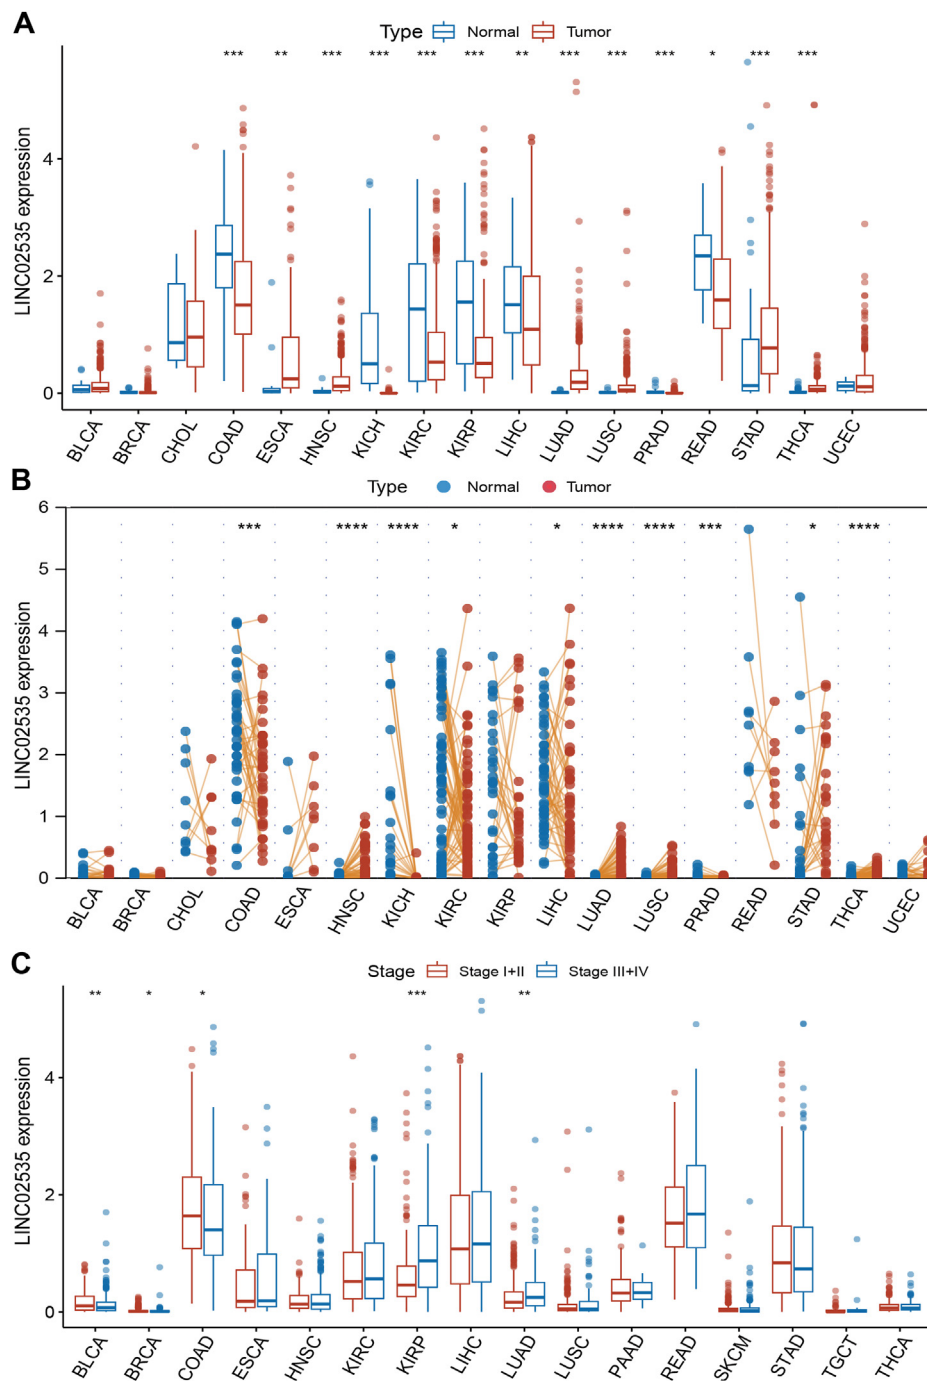 A
Type Normal Tumor
*** ** *** *** *** *** ** *** *** *** * *** ***
LINC02535 expression
4
2
0
BLCA BRCA CHOL COAD ESCA HNSC KICH KIRC KIRP LIHC LUAD LUSC PRAD READ STAD THCA UCEC
B
Type Normal Tumor
*** **** **** * * **** **** *** * ****
LINC02535 expression
6
5
4
3
2
1
0
BLCA BRCA CHOL COAD ESCA HNSC KICH KIRC KIRP LIHC LUAD LUSC PRAD READ STAD THCA UCEC
C
Stage Stage I+II Stage III+IV
** * * *** **
LINC02535 expression
4
2
0
BLCA BRCA COAD ESCA HNSC KIRC KIRP LIHC LUAD LUSC PAAD READ SKCM STAD TGCT THCA